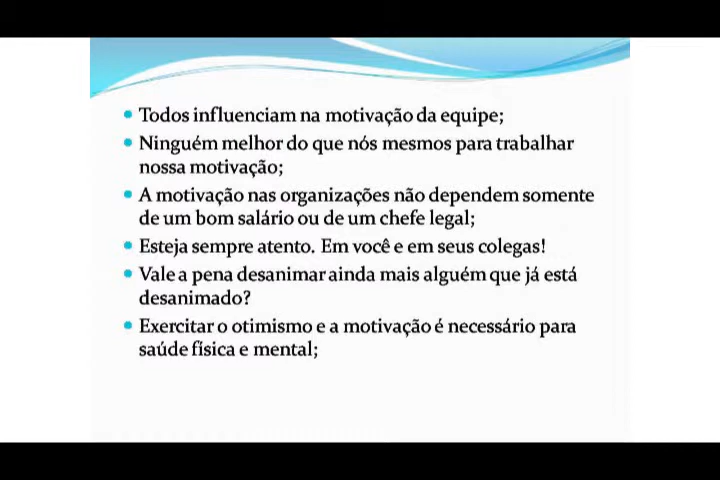 Todos influenciam na motivação da equipe;
Ninguém melhor do que nós mesmos para trabalhar
nossa motivação;
A motivação nas organizações não dependem somente
de um bom salário ou de um chefe legal;
Esteja sempre atento. Em você e em seus colegas!
Vale a pena desanimar ainda mais alguém que já está
desanimado?
Exercitar o otimismo e a motivação é necessário para
saúde física e mental;